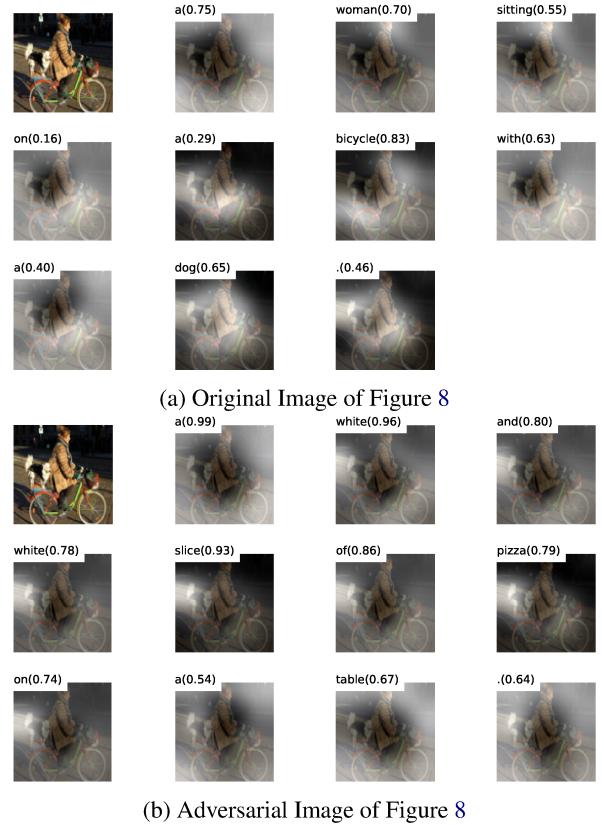 a(0.75) woman(0.70) sitting(0.55)
on(0.16) a(0.29) bicycle(0.83) with(0.63)
a(0.40) dog(0.65) .(0.46)
(a) Original Image of Figure 8
a(0.99) white(0.96) and(0.80)
white(0.78) slice(0.93) of(0.86) pizza(0.79)
on(0.74) a(0.54) table(0.67) .(0.64)
(b) Adversarial Image of Figure 8